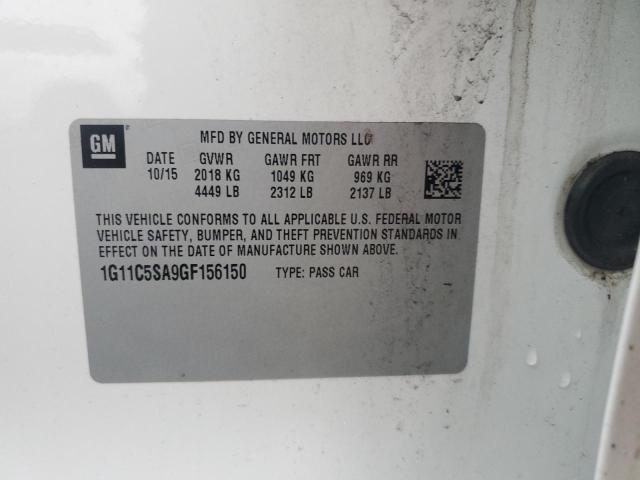 GM
MFD BY GENERAL MOTORS LLC
DATE GVWR GAWR FRT GAWR RR
10/15 2018 KG 1049 KG 969 KG
4449 LB 2312 LB 2137 LB
THIS VEHICLE CONFORMS TO ALL APPLICABLE U.S. FEDERAL MOTOR
VEHICLE SAFETY, BUMPER, AND THEFT PREVENTION STANDARDS IN
EFFECT ON THE DATE OF MANUFACTURE SHOWN ABOVE.
1G11C5SA9GF156150 TYPE: PASS CAR